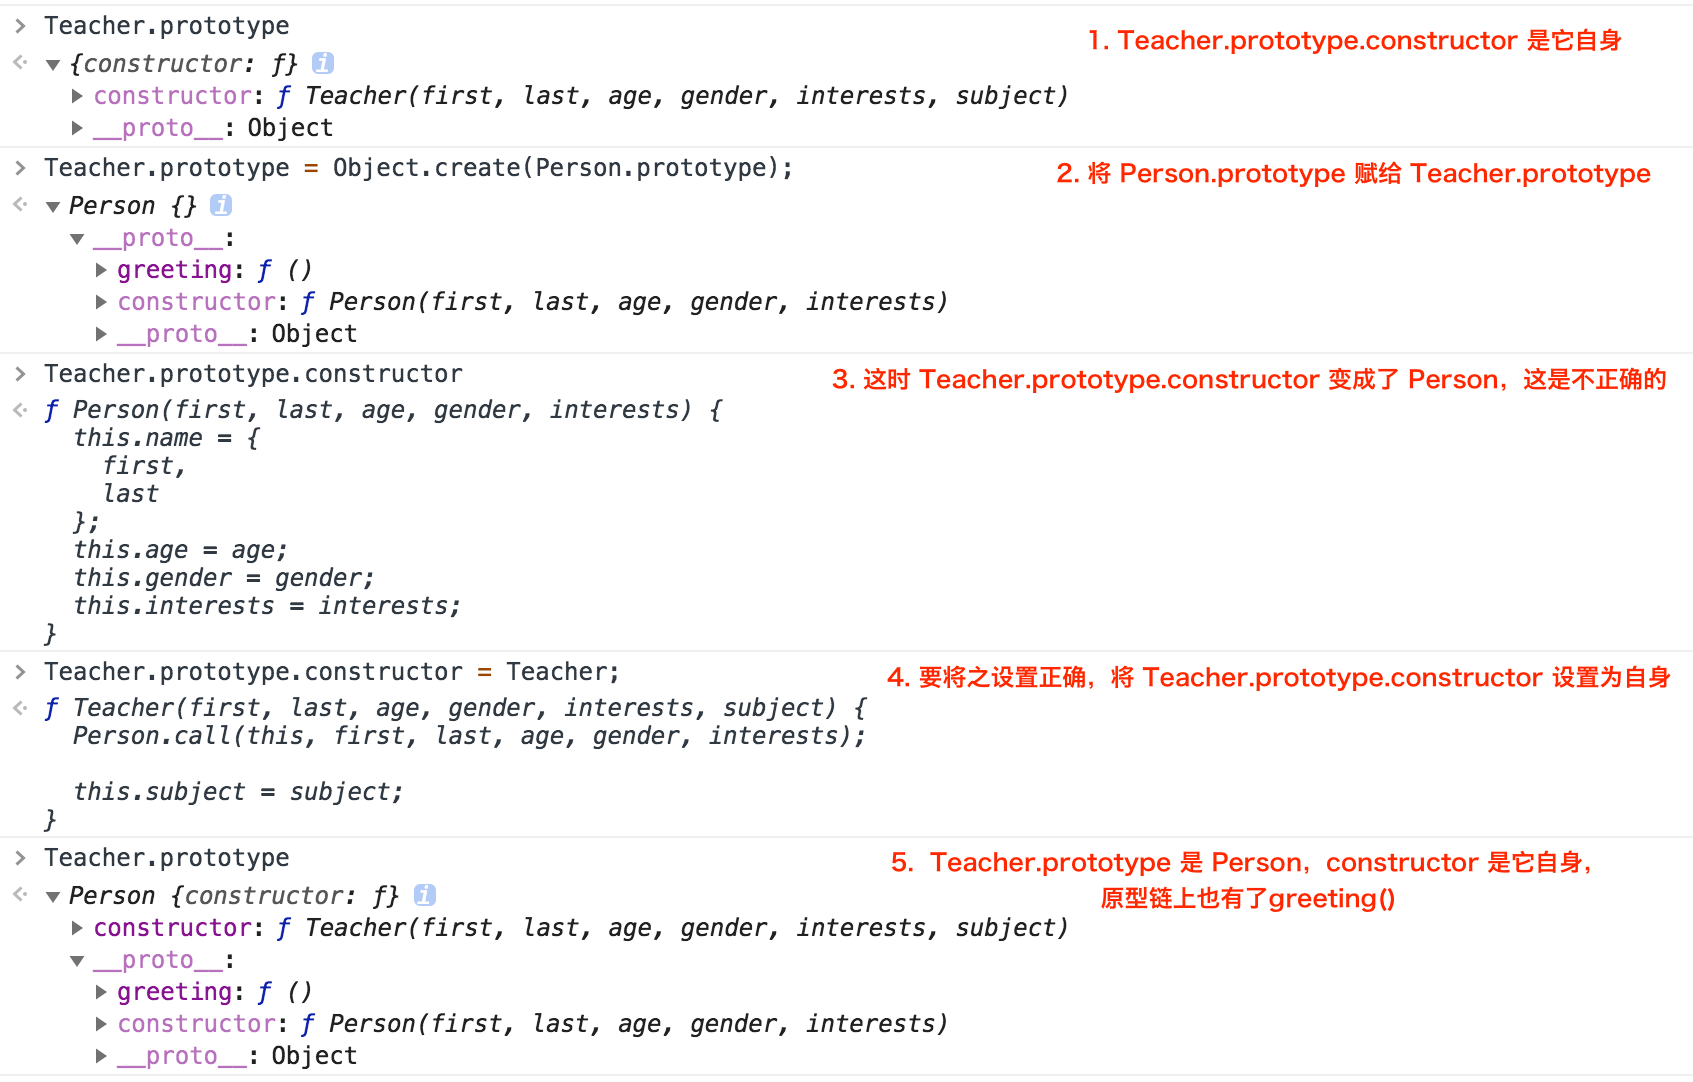 > Teacher.prototype
1. Teacher.prototype.constructor 是它自身
<· ▼ {constructor: ƒ} i
▶ constructor: ƒ Teacher(first, last, age, gender, interests, subject)
▶ __proto__: Object
> Teacher.prototype = Object.create(Person.prototype);
2. 将 Person.prototype 赋给 Teacher.prototype
<· ▼ Person {} i
▼ __proto__:
▶ greeting: ƒ ()
▶ constructor: ƒ Person(first, last, age, gender, interests)
▶ __proto__: Object
> Teacher.prototype.constructor
3. 这时 Teacher.prototype.constructor 变成了 Person，这是不正确的
<· ƒ Person(first, last, age, gender, interests) {
this.name = {
first,
last
};
this.age = age;
this.gender = gender;
this.interests = interests;
}
> Teacher.prototype.constructor = Teacher;
4. 要将之设置正确，将 Teacher.prototype.constructor 设置为自身
<· ƒ Teacher(first, last, age, gender, interests, subject) {
Person.call(this, first, last, age, gender, interests);
this.subject = subject;
}
> Teacher.prototype
5. Teacher.prototype 是 Person，constructor 是它自身，
原型链上也有了greeting()
<· ▼ Person {constructor: ƒ} i
▶ constructor: ƒ Teacher(first, last, age, gender, interests, subject)
▼ __proto__:
▶ greeting: ƒ ()
▶ constructor: ƒ Person(first, last, age, gender, interests)
▶ __proto__: Object